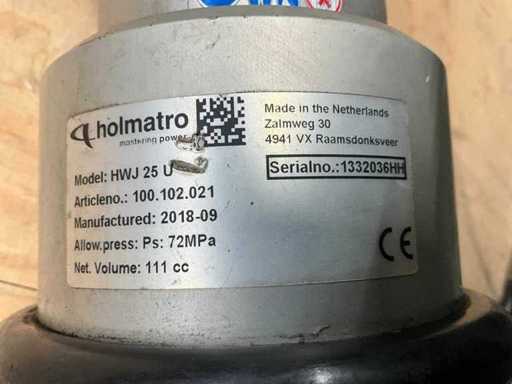 holmatro
mastering power
Made in the Netherlands
Zalmweg 30
4941 VX Raamsdonksveer
Model: HWJ 25 U
Serialno.:1332036HH
Articleno.: 100.102.021
Manufactured: 2018-09
Allow.press: Ps: 72MPa
Net. Volume: 111 cc
CE